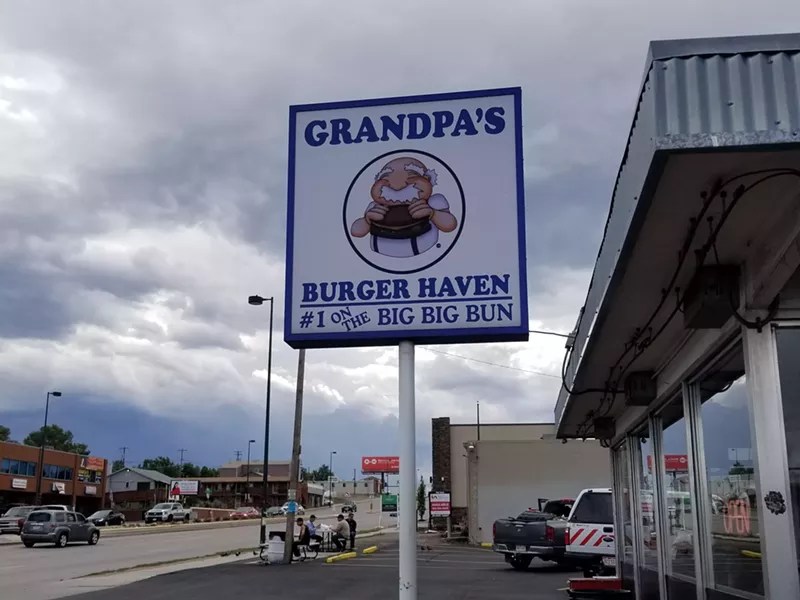 GRANDPA'S
BURGER HAVEN
#1 ON THE BIG BIG BUN